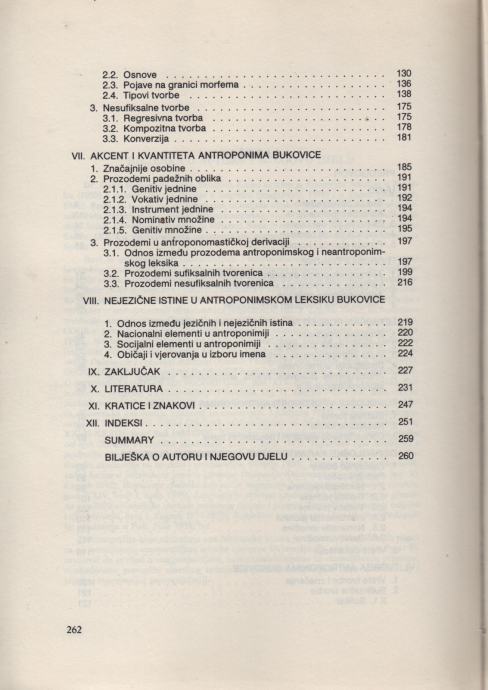 2.2. Osnove . . . . . . . . . . . . . . . . . . . . . . . . . . . . . . 130
2.3. Pojave na granici morfema . . . . . . . . . . . . . . . . . . . . 136
2.4. Tipovi tvorbe . . . . . . . . . . . . . . . . . . . . . . . . . . . 138
3. Nesufiksalne tvorbe . . . . . . . . . . . . . . . . . . . . . . . . . 175
3.1. Regresivna tvorba . . . . . . . . . . . . . . . . . . . . . . . . 175
3.2. Kompozitna tvorba . . . . . . . . . . . . . . . . . . . . . . . . 178
3.3. Konverzija . . . . . . . . . . . . . . . . . . . . . . . . . . . . 181
VII. AKCENT I KVANTITETA ANTROPONIMA BUKOVICE
1. Značajnije osobine . . . . . . . . . . . . . . . . . . . . . . . . . 185
2. Prozodemi padežnih oblika . . . . . . . . . . . . . . . . . . . . . 191
2.1.1. Genitiv jednine . . . . . . . . . . . . . . . . . . . . . . . . 191
2.1.2. Vokativ jednine . . . . . . . . . . . . . . . . . . . . . . . . 192
2.1.3. Instrument jednine . . . . . . . . . . . . . . . . . . . . . . 194
2.1.4. Nominativ množine . . . . . . . . . . . . . . . . . . . . . . 194
2.1.5. Genitiv množine . . . . . . . . . . . . . . . . . . . . . . . . 195
3. Prozodemi u antroponomastičkoj derivaciji . . . . . . . . . . . . 197
3.1. Odnos između prozodema antroponimskog i neantroponim-
skog leksika . . . . . . . . . . . . . . . . . . . . . . . . . . . . 197
3.2. Prozodemi sufiksalnih tvorenica . . . . . . . . . . . . . . . . 199
3.3. Prozodemi nesufiksalnih tvorenica . . . . . . . . . . . . . . . 216
VIII. NEJEZIČNE ISTINE U ANTROPONIMSKOM LEKSIKU BUKOVICE
1. Odnos između jezičnih i nejezičnih istina . . . . . . . . . . . . 219
2. Nacionalni elementi u antroponimiji . . . . . . . . . . . . . . . 220
3. Socijalni elementi u antroponimiji . . . . . . . . . . . . . . . . 222
4. Običaji i vjerovanja u izboru imena . . . . . . . . . . . . . . . 224
IX. ZAKLJUČAK . . . . . . . . . . . . . . . . . . . . . . . . . . . . 227
X. LITERATURA . . . . . . . . . . . . . . . . . . . . . . . . . . . . 231
XI. KRATICE I ZNAKOVI . . . . . . . . . . . . . . . . . . . . . . . . 247
XII. INDEKSI . . . . . . . . . . . . . . . . . . . . . . . . . . . . . . 251
SUMMARY . . . . . . . . . . . . . . . . . . . . . . . . . . . . . 259
BILJEŠKA O AUTORU I NJEGOVU DJELU . . . . . . . . . . . . . 260
262